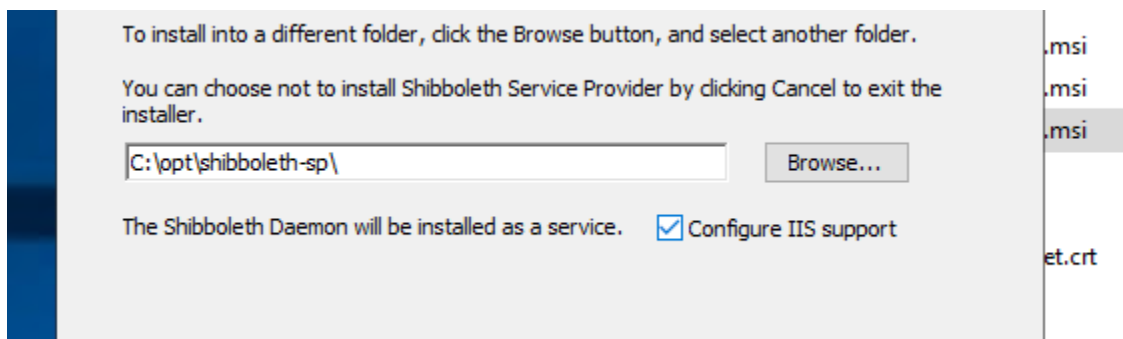 To install into a different folder, click the Browse button, and select another folder.
.msi
You can choose not to install Shibboleth Service Provider by clicking Cancel to exit the
.msi
installer.
.msi
C:\opt\shibboleth-sp\
Browse...
The Shibboleth Daemon will be installed as a service.
Configure IIS support
et.crt